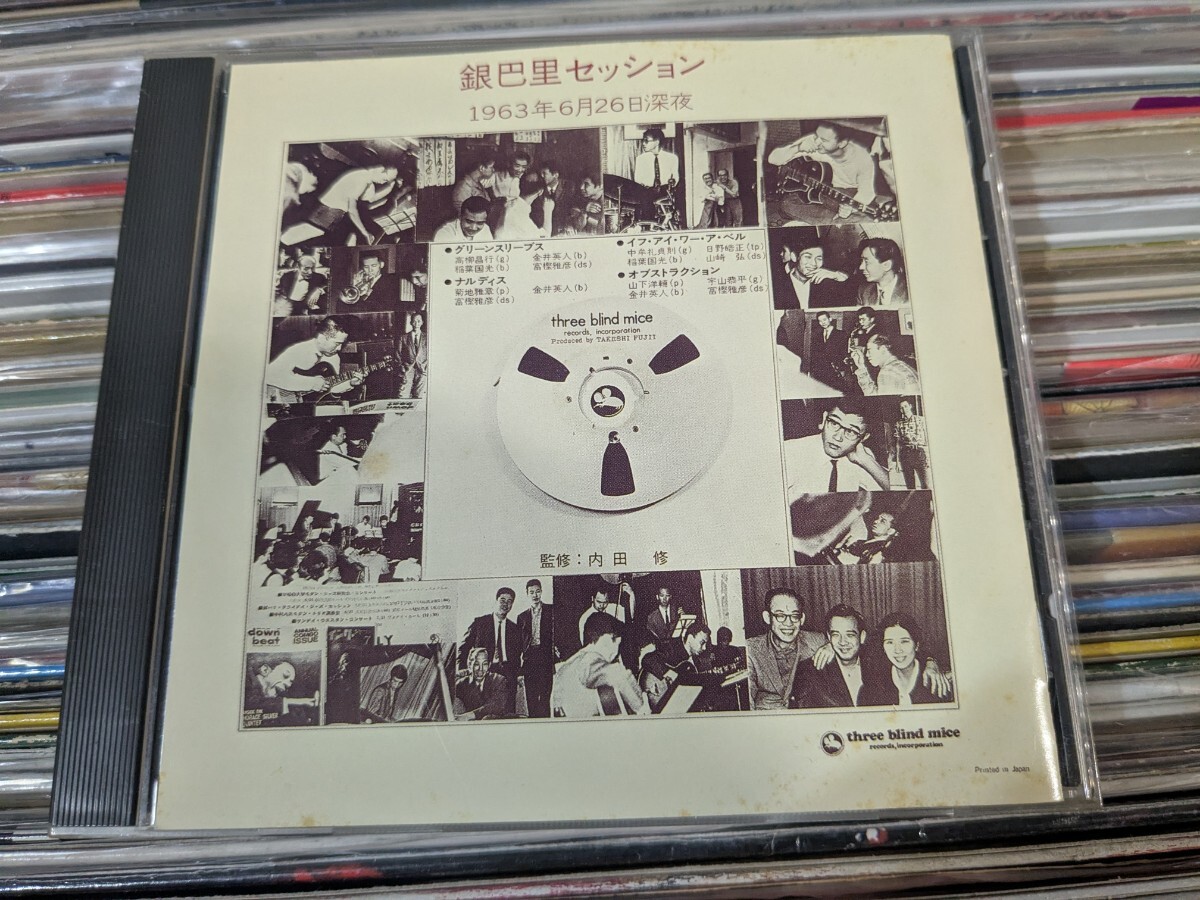 銀巴里セッション
1963年6月26日深夜
●グリーンスリーブス
高柳昌行(g) 金井英人(b)
稲葉国光(b) 富樫雅彦(ds)
●ナルディス
菊地雅章(p) 金井英人(b)
富樫雅彦(ds)
●イフ・アイ・ワー・ア・ベル
中牟礼貞則(g) 日野皓正(tp)
稲葉国光(b) 山崎 弘(ds)
●オブストラクション
山下洋輔(p) 宇山恭平(g)
金井英人(b) 富樫雅彦(ds)
three blind mice
records, incorporation
Produced by TAKESHI FUJII
監修：内田 修
down beat
ANNUAL COMBO ISSUE
HORACE SILVER
three blind mice
records, incorporation
Printed in Japan